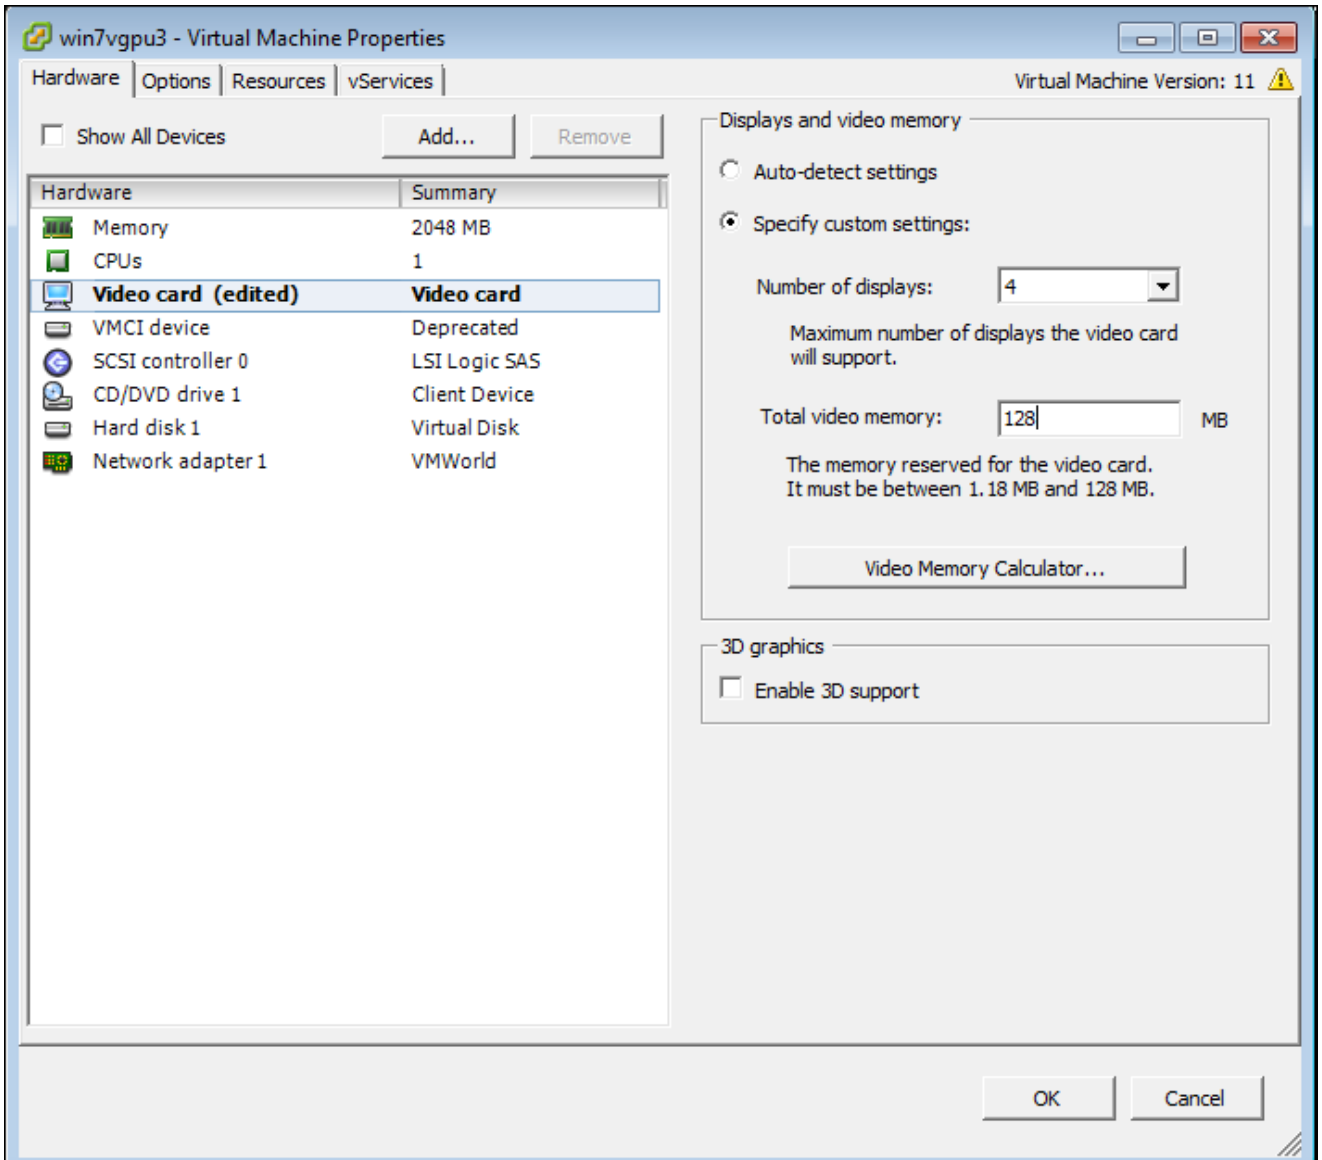 win7vgpu3 - Virtual Machine Properties
Hardware Options Resources vServices Virtual Machine Version: 11
Show All Devices Add... Remove
Hardware Summary
Memory 2048 MB
CPUs 1
Video card (edited) Video card
VMCI device Deprecated
SCSI controller 0 LSI Logic SAS
CD/DVD drive 1 Client Device
Hard disk 1 Virtual Disk
Network adapter 1 VMWorld
Displays and video memory
Auto-detect settings
Specify custom settings:
Number of displays: 4
Maximum number of displays the video card
will support.
Total video memory: 128 MB
The memory reserved for the video card.
It must be between 1.18 MB and 128 MB.
Video Memory Calculator...
3D graphics
Enable 3D support
OK Cancel